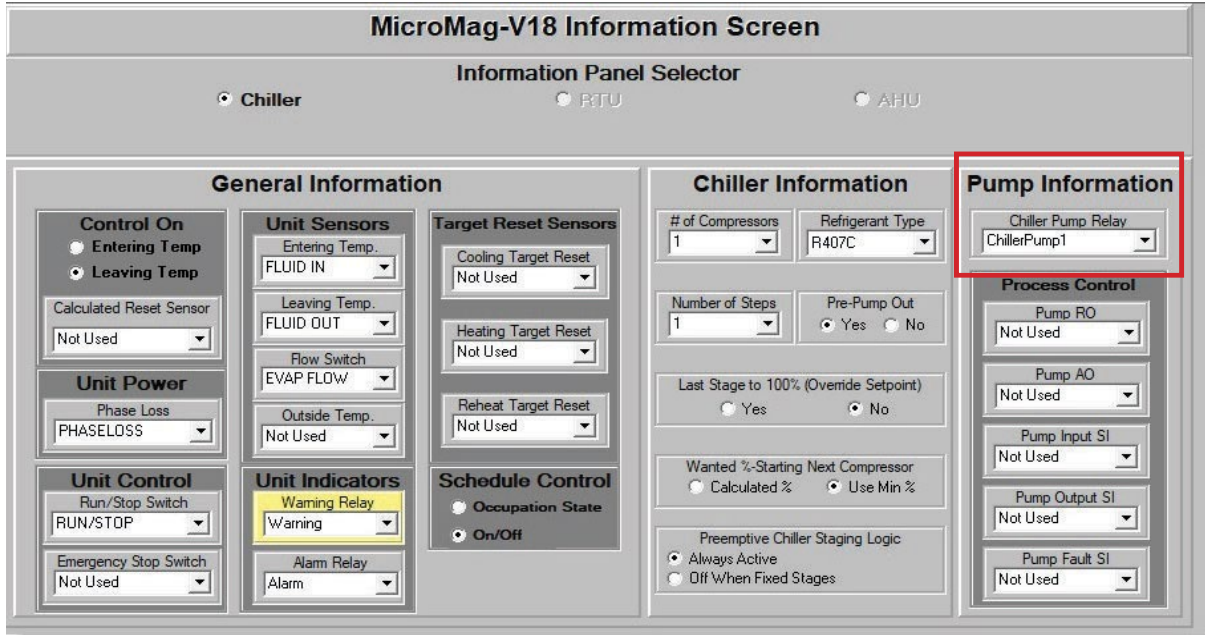 MicroMag-V18 Information Screen
Information Panel Selector
Chiller
RTU
AHU
General Information
Control On
Entering Temp
Leaving Temp
Calculated Reset Sensor
Not Used
Unit Power
Phase Loss
PHASELOSS
Unit Control
Run/Stop Switch
RUN/STOP
Emergency Stop Switch
Not Used
Unit Sensors
Entering Temp.
FLUID IN
Leaving Temp.
FLUID OUT
Flow Switch
EVAP FLOW
Outside Temp.
Not Used
Unit Indicators
Warning Relay
Warning
Alarm Relay
Alarm
Target Reset Sensors
Cooling Target Reset
Not Used
Heating Target Reset
Not Used
Reheat Target Reset
Not Used
Schedule Control
Occupation State
On/Off
Chiller Information
# of Compressors
1
Refrigerant Type
R407C
Number of Steps
1
Pre-Pump Out
Yes No
Last Stage to 100% (Override Setpoint)
Yes No
Wanted %-Starting Next Compressor
Calculated % Use Min %
Preemptive Chiller Staging Logic
Always Active
Off When Fixed Stages
Pump Information
Chiller Pump Relay
ChillerPump1
Process Control
Pump RO
Not Used
Pump AO
Not Used
Pump Input SI
Not Used
Pump Output SI
Not Used
Pump Fault SI
Not Used